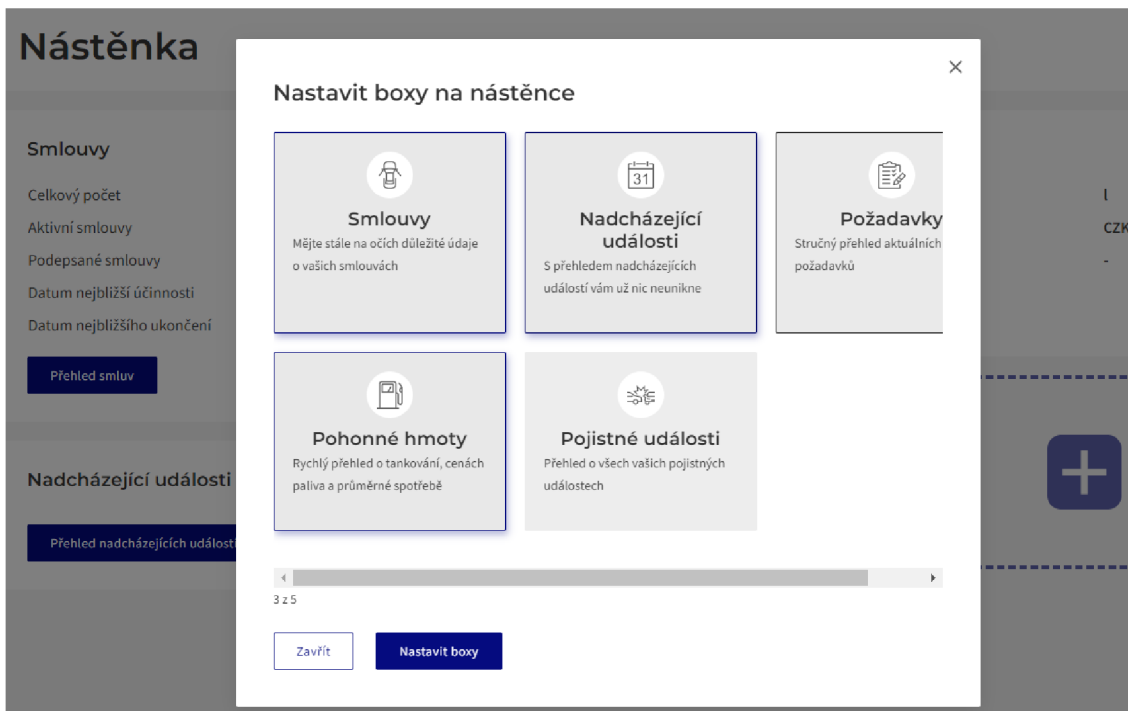 Nástěnka
Smlouvy
Celkový počet
Aktivní smlouvy
Podepsané smlouvy
Datum nejbližší účinnosti
Datum nejbližšího ukončení
Přehled smluv
Nadcházející události
Přehled nadcházejících událostí
Nastavit boxy na nástěnce
Smlouvy
Mějte stále na očích důležité údaje
o vašich smlouvách
31
Nadcházející
události
S přehledem nadcházejících
událostí vám už nic neunikne
Požadavky
Stručný přehled aktuálních
požadavků
Pohonné hmoty
Rychlý přehled o tankování, cenách
paliva a průměrné spotřebě
Pojistné události
Přehled o všech vašich pojistných
událostech
3 z 5
Zavřít
Nastavit boxy
l
CZK
-